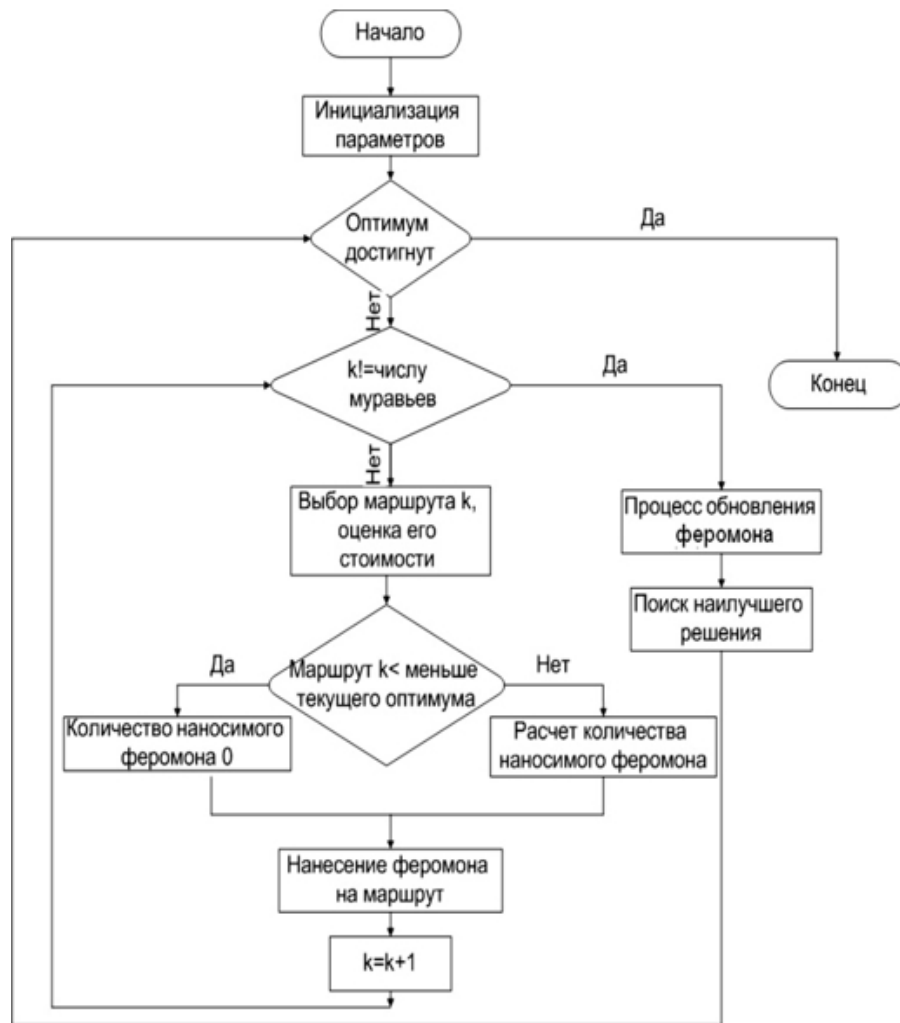 Начало
Инициализация
параметров
Оптимум
достигнут
Да
Нет
k!=числу
муравьев
Да
Конец
Нет
Выбор маршрута k,
оценка его
стоимости
Процесс обновления
феромона
Поиск наилучшего
решения
Да
Маршрут k< меньше
текущего оптимума
Нет
Количество наносимого
феромона 0
Расчет количества
наносимого феромона
Нанесение феромона
на маршрут
k=k+1